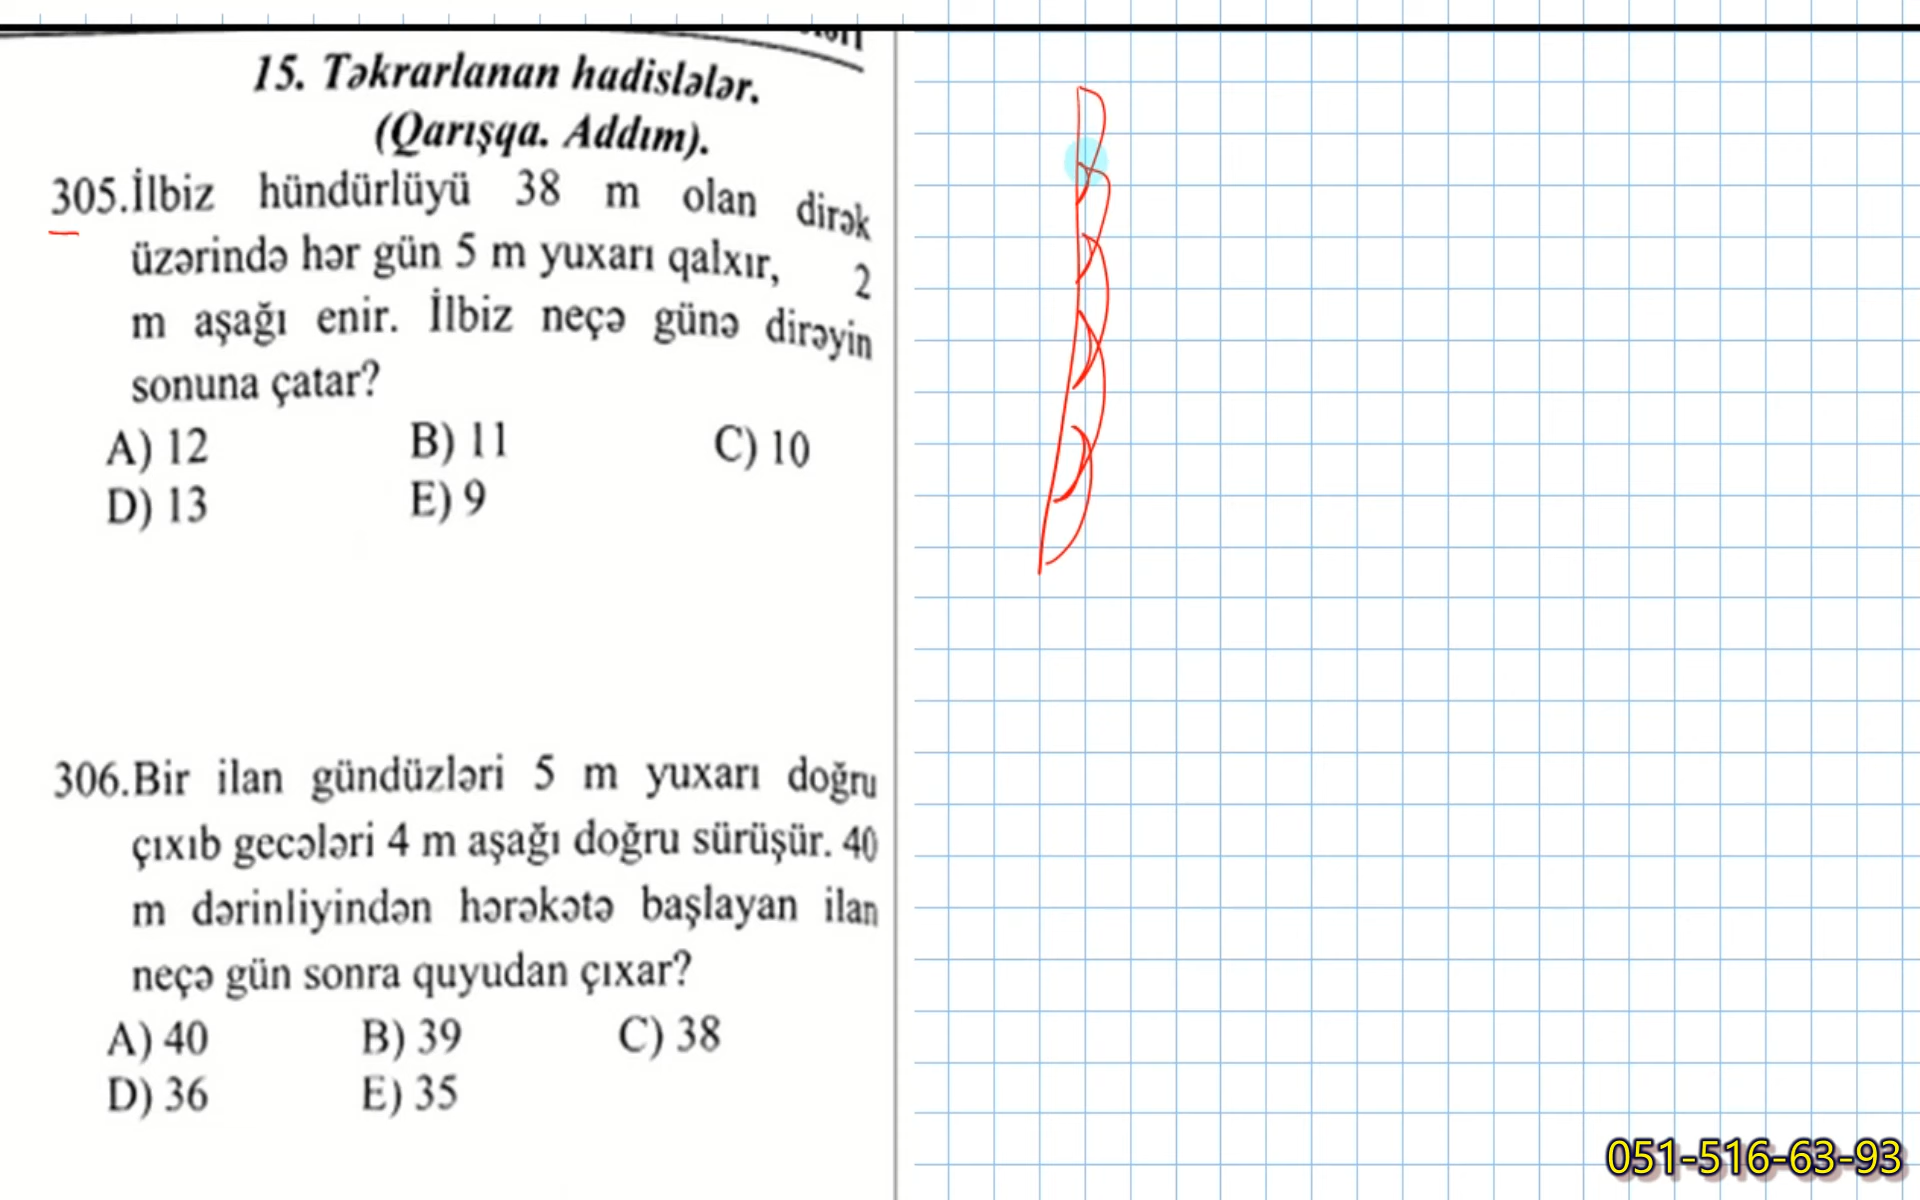 15. Təkrarlanan hadislələr.
(Qarışqa. Addım).
305.İlbiz hündürlüyü 38 m olan dirək
üzərində hər gün 5 m yuxarı qalxır, 2
m aşağı enir. İlbiz neçə günə dirəyin
sonuna çatar?
A) 12 B) 11 C) 10
D) 13 E) 9
306.Bir ilan gündüzləri 5 m yuxarı doğru
çıxıb gecələri 4 m aşağı doğru sürüşür. 40
m dərinliyindən hərəkətə başlayan ilan
neçə gün sonra quyudan çıxar?
A) 40 B) 39 C) 38
D) 36 E) 35
051-516-63-93